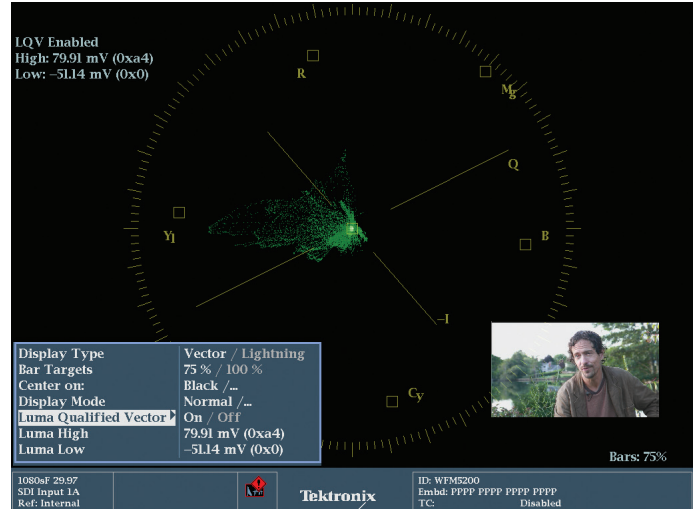 LQV Enabled
High: 79.91 mV (0xa4)
Low: –51.14 mV (0x0)
R
Mg
Q
B
Yl
–I
Cy
Display Type Vector / Lightning
Bar Targets 75 % / 100 %
Center on: Black /...
Display Mode Normal /...
Luma Qualified Vector On / Off
Luma High 79.91 mV (0xa4)
Luma Low –51.14 mV (0x0)
Bars: 75%
1080sF 29.97
SDI Input 1A
Ref: Internal
Tektronix
ID: WFM5200
Embd: PPPP PPPP PPPP PPPP
TC: Disabled